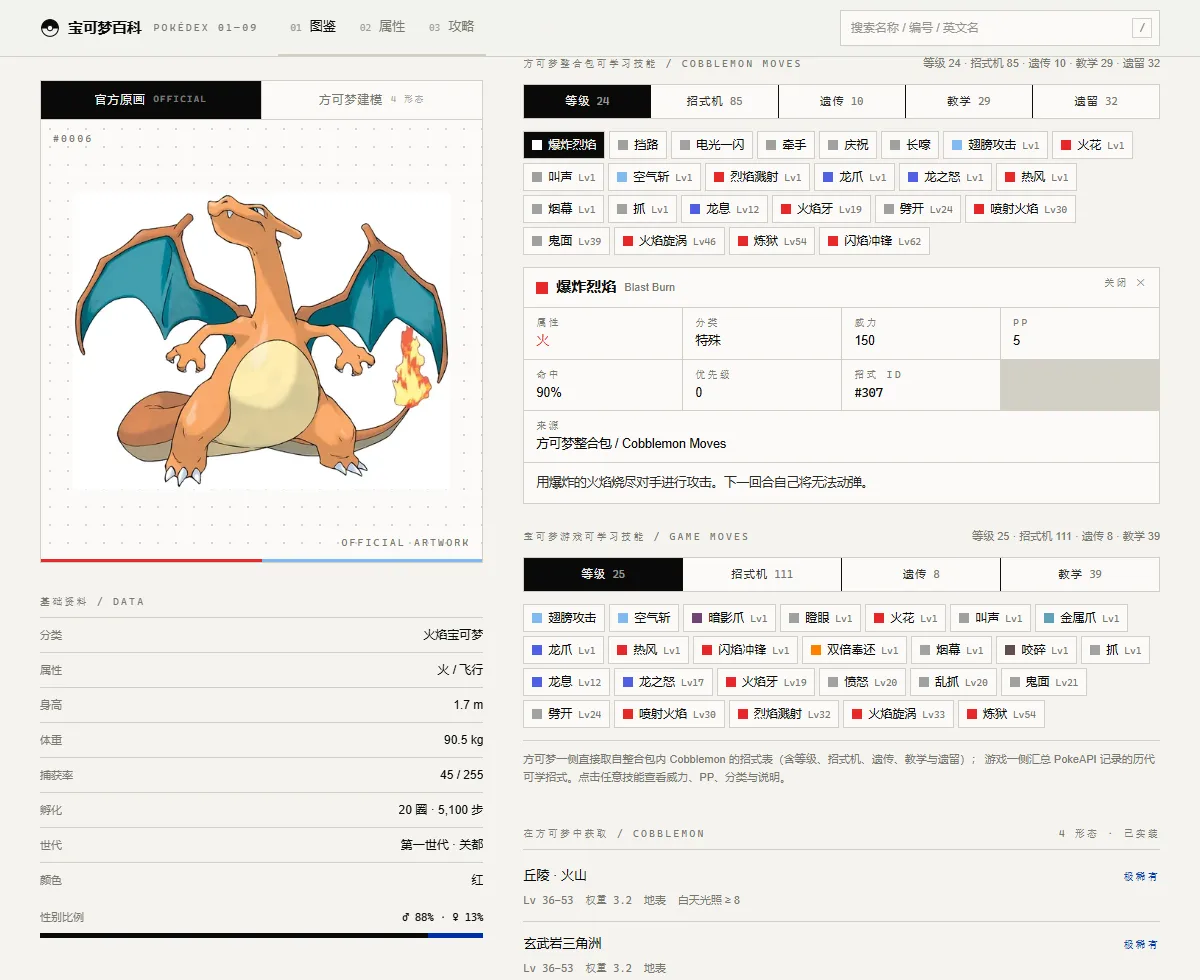 宝可梦百科 POKÉDEX 01—09 01 图鉴 02 属性 03 攻略 搜索名称 / 编号 / 英文名 /
官方原画 OFFICIAL 方可梦建模 4 形态
#0006
OFFICIAL ARTWORK
基础资料 / DATA
分类 火焰宝可梦
属性 火 / 飞行
身高 1.7 m
体重 90.5 kg
捕获率 45 / 255
孵化 20 圈 · 5,100 步
世代 第一世代 · 关都
颜色 红
性别比例 ♂ 88% · ♀ 13%
方可梦整合包可学习技能 / COBBLEMON MOVES 等级 24 · 招式机 85 · 遗传 10 · 教学 29 · 遗留 32
等级 24 招式机 85 遗传 10 教学 29 遗留 32
爆炸烈焰 挡路 电光一闪 牵手 庆祝 长嚎 翅膀攻击 Lv1 火花 Lv1
叫声 Lv1 空气斩 Lv1 烈焰溅射 Lv1 龙爪 Lv1 龙之怒 Lv1 热风 Lv1
烟幕 Lv1 抓 Lv1 龙息 Lv12 火焰牙 Lv19 劈开 Lv24 喷射火焰 Lv30
鬼面 Lv39 火焰旋涡 Lv46 炼狱 Lv54 闪焰冲锋 Lv62
爆炸烈焰 Blast Burn 关闭 ×
属性 分类 威力 PP
火 特殊 150 5
命中 优先级 招式 ID
90% 0 #307
来源
方可梦整合包 / Cobblemon Moves
用爆炸的火焰烧尽对手进行攻击。下一回合自己将无法动弹。
宝可梦游戏可学习技能 / GAME MOVES 等级 25 · 招式机 111 · 遗传 8 · 教学 39
等级 25 招式机 111 遗传 8 教学 39
翅膀攻击 空气斩 暗影爪 Lv1 瞪眼 Lv1 火花 Lv1 叫声 Lv1 金属爪 Lv1
龙爪 Lv1 热风 Lv1 闪焰冲锋 Lv1 双倍奉还 Lv1 烟幕 Lv1 咬碎 Lv1 抓 Lv1
龙息 Lv12 龙之怒 Lv17 火焰牙 Lv19 愤怒 Lv20 乱抓 Lv20 鬼面 Lv21
劈开 Lv24 喷射火焰 Lv30 烈焰溅射 Lv32 火焰旋涡 Lv33 炼狱 Lv54
方可梦一侧直接取自整合包内 Cobblemon 的招式表（含等级、招式机、遗传、教学与遗留）； 游戏一侧汇总 PokeAPI 记录的历代
可学招式。点击任意技能查看威力、PP、分类与说明。
在方可梦中获取 / COBBLEMON 4 形态 · 已实装
丘陵 · 火山 极稀有
Lv 36—53 权重 3.2 地表 白天光照 ≥ 8
玄武岩三角洲 极稀有
Lv 36—53 权重 3.2 地表